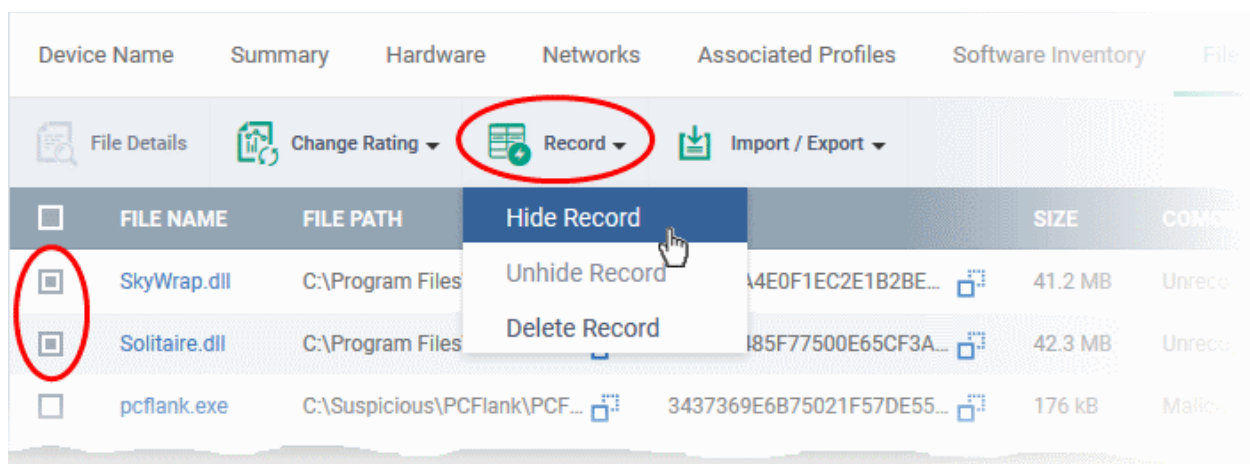 Device Name Summary Hardware Networks Associated Profiles Software Inventory File
File Details Change Rating Record Import / Export
FILE NAME FILE PATH SIZE
Hide Record
SkyWrap.dll C:\Program Files A4E0F1EC2E1B2BE... 41.2 MB
Unhide Record
Solitaire.dll C:\Program Files 485F77500E65CF3A... 42.3 MB
Delete Record
pcflank.exe C:\Suspicious\PCFlank\PCF... 3437369E6B75021F57DE55... 176 kB